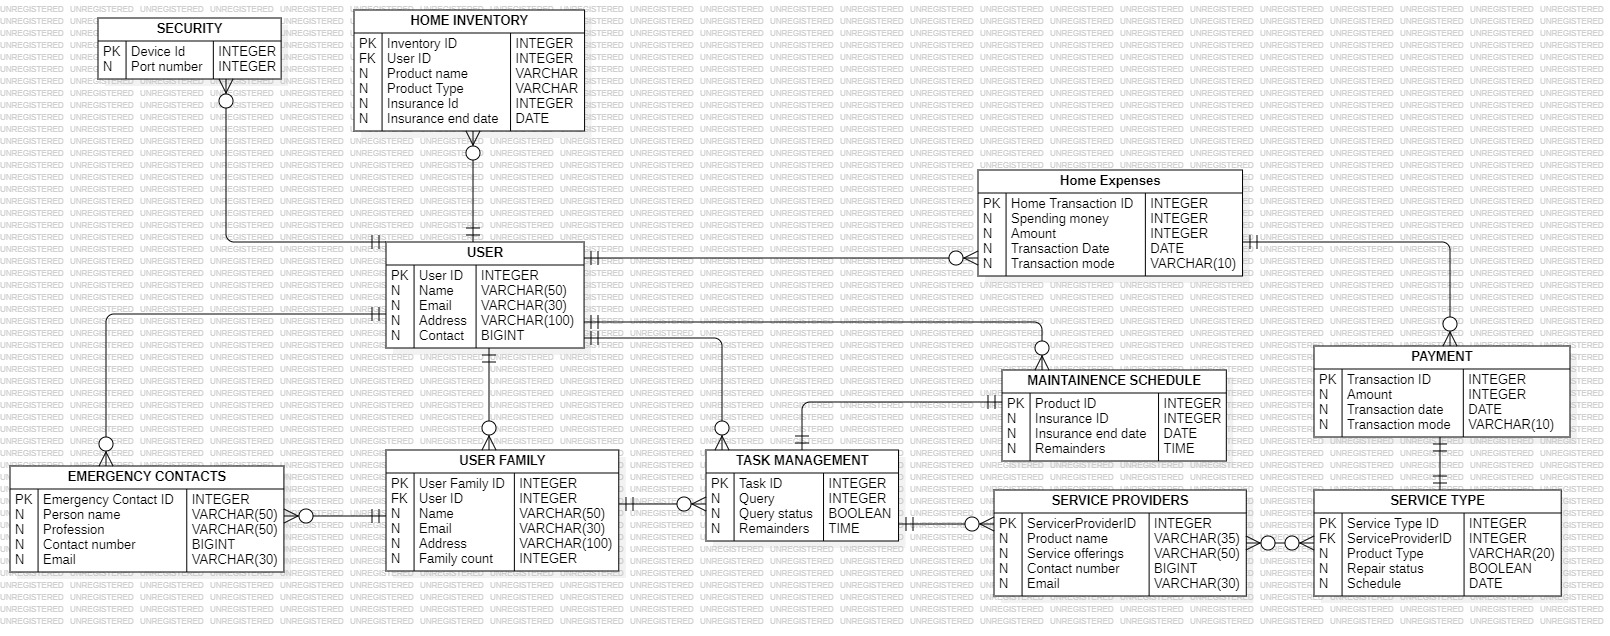 SECURITY
PK Device Id INTEGER
N Port number INTEGER
HOME INVENTORY
PK Inventory ID INTEGER
FK User ID INTEGER
N Product name VARCHAR
N Product Type VARCHAR
N Insurance Id INTEGER
N Insurance end date DATE
Home Expenses
PK Home Transaction ID INTEGER
N Spending money INTEGER
N Amount INTEGER
N Transaction Date DATE
N Transaction mode VARCHAR(10)
USER
PK User ID INTEGER
N Name VARCHAR(50)
N Email VARCHAR(30)
N Address VARCHAR(100)
N Contact BIGINT
PAYMENT
PK Transaction ID INTEGER
N Amount INTEGER
N Transaction date DATE
N Transaction mode VARCHAR(10)
MAINTAINENCE SCHEDULE
PK Product ID INTEGER
N Insurance ID INTEGER
N Insurance end date DATE
N Remainders TIME
EMERGENCY CONTACTS
PK Emergency Contact ID INTEGER
N Person name VARCHAR(50)
N Profession VARCHAR(50)
N Contact number BIGINT
N Email VARCHAR(30)
USER FAMILY
PK User Family ID INTEGER
FK User ID INTEGER
N Name VARCHAR(50)
N Email VARCHAR(30)
N Address VARCHAR(100)
N Family count INTEGER
TASK MANAGEMENT
PK Task ID INTEGER
N Query INTEGER
N Query status BOOLEAN
N Remainders TIME
SERVICE PROVIDERS
PK ServicerProviderID INTEGER
N Product name VARCHAR(35)
N Service offerings VARCHAR(50)
N Contact number BIGINT
N Email VARCHAR(30)
SERVICE TYPE
PK Service Type ID INTEGER
FK ServiceProviderID INTEGER
N Product Type VARCHAR(20)
N Repair status BOOLEAN
N Schedule DATE
UNREGISTERED